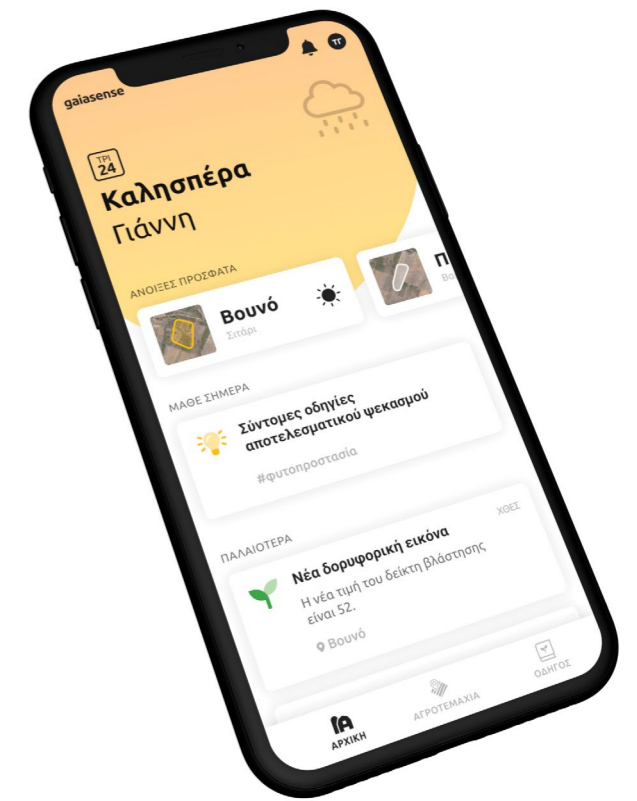 gaiasense
ΤΓ
ΤΡΙ
24
Καλησπέρα
Γιάννη
ΑΝΟΙΞΕΣ ΠΡΟΣΦΑΤΑ
Βουνό
Σιτάρι
ΜΑΘΕ ΣΗΜΕΡΑ
Σύντομες οδηγίες
αποτελεσματικού ψεκασμού
#φυτοπροστασία
ΠΑΛΑΙΟΤΕΡΑ
ΧΘΕΣ
Νέα δορυφορική εικόνα
Η νέα τιμή του δείκτη βλάστησης
είναι 52.
Βουνό
ΑΡΧΙΚΗ
ΑΓΡΟΤΕΜΑΧΙΑ
ΟΔΗΓΟΣ